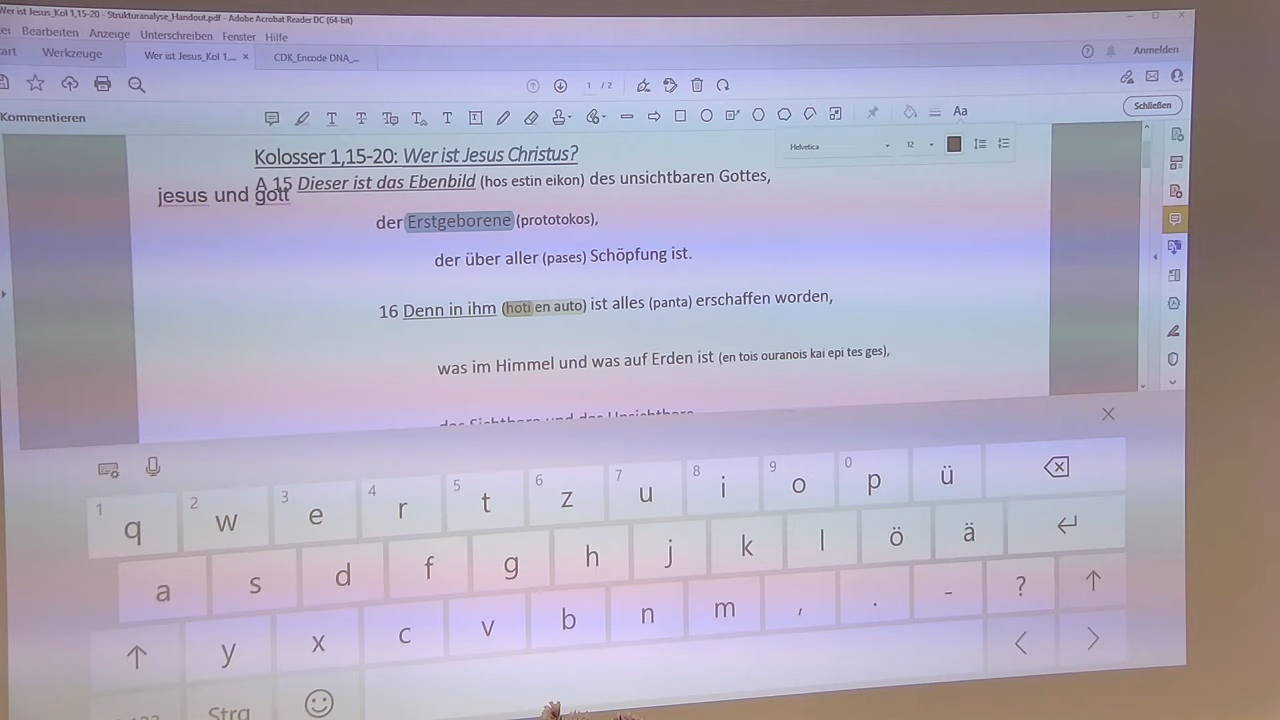 Wer ist Jesus_Kol 1,15-20 - Strukturanalyse_Handout.pdf - Adobe Acrobat Reader DC (64-bit)
Bearbeiten Anzeige Unterschreiben Fenster Hilfe
Werkzeuge Wer ist Jesus_Kol 1,... × CDK_Encode DNA_... Anmelden
1 / 2
Kommentieren Aa Schließen
Helvetica 12
Kolosser 1,15-20: Wer ist Jesus Christus?
A 15 Dieser ist das Ebenbild (hos estin eikon) des unsichtbaren Gottes,
jesus und gott
der Erstgeborene (prototokos),
der über aller (pases) Schöpfung ist.
16 Denn in ihm (hoti en auto) ist alles (panta) erschaffen worden,
was im Himmel und was auf Erden ist (en tois ouranois kai epi tes ges),
das Sichtbare und das Unsichtbare
1 q 2 w 3 e 4 r 5 t 6 z 7 u 8 i 9 o 0 p ü
a s d f g h j k l ö ä
y x c v b n m , . - ?
Strg